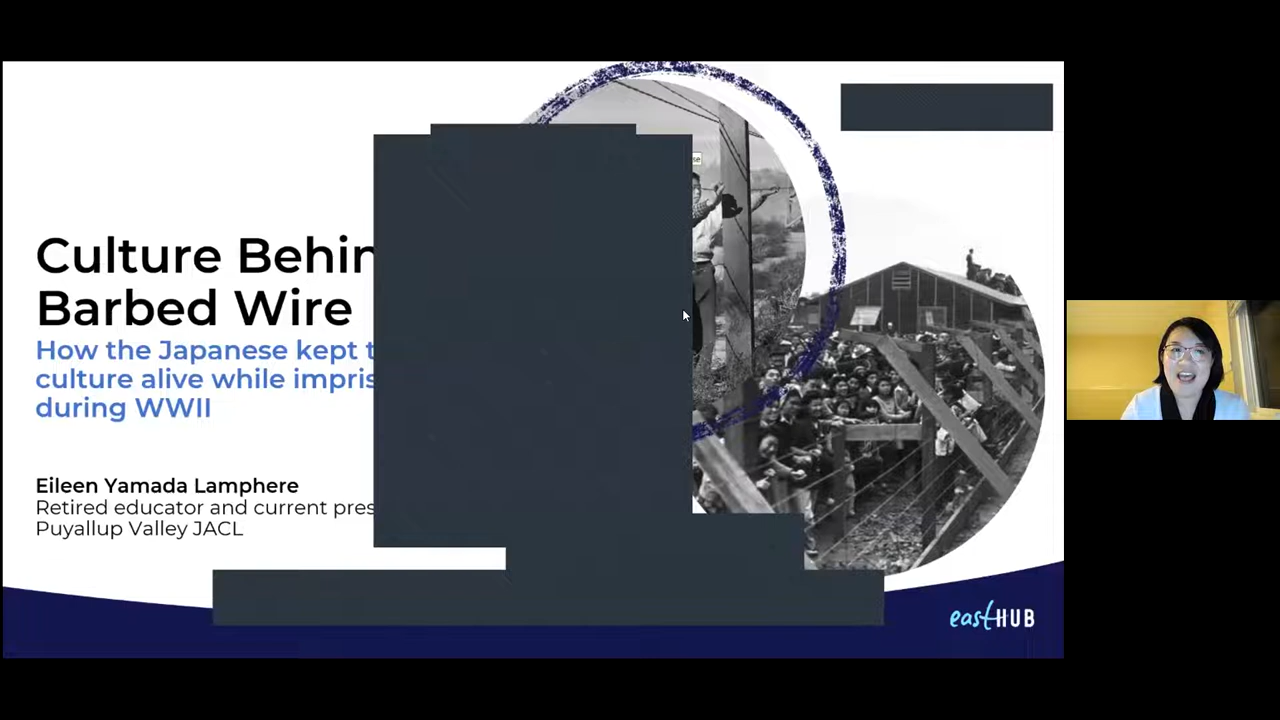 Culture Behin
Barbed Wire
How the Japanese kept t
culture alive while impris
during WWII
Eileen Yamada Lamphere
Retired educator and current pres
Puyallup Valley JACL
eastHUB